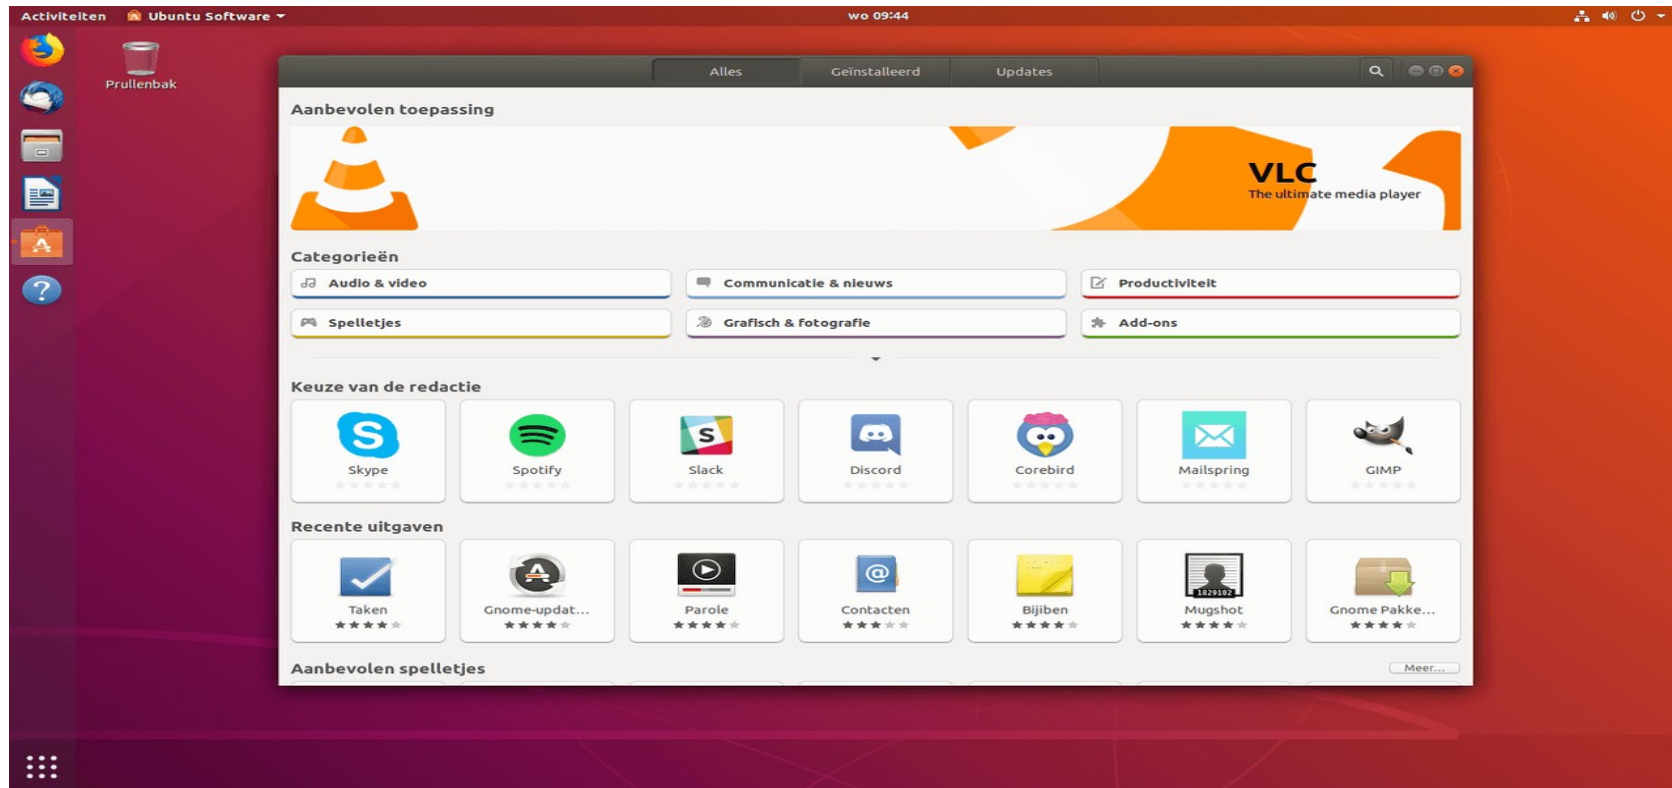 Activiteiten Ubuntu Software wo 09:44
Prullenbak
Alles Geïnstalleerd Updates
Aanbevolen toepassing
VLC
The ultimate media player
Categorieën
Audio & video Communicatie & nieuws Productiviteit
Spelletjes Grafisch & fotografie Add-ons
Keuze van de redactie
Skype Spotify Slack Discord Corebird Mailspring GIMP
Recente uitgaven
1829102
Taken Gnome-updat... Parole Contacten Bijiben Mugshot Gnome Pakke...
Aanbevolen spelletjes Meer...